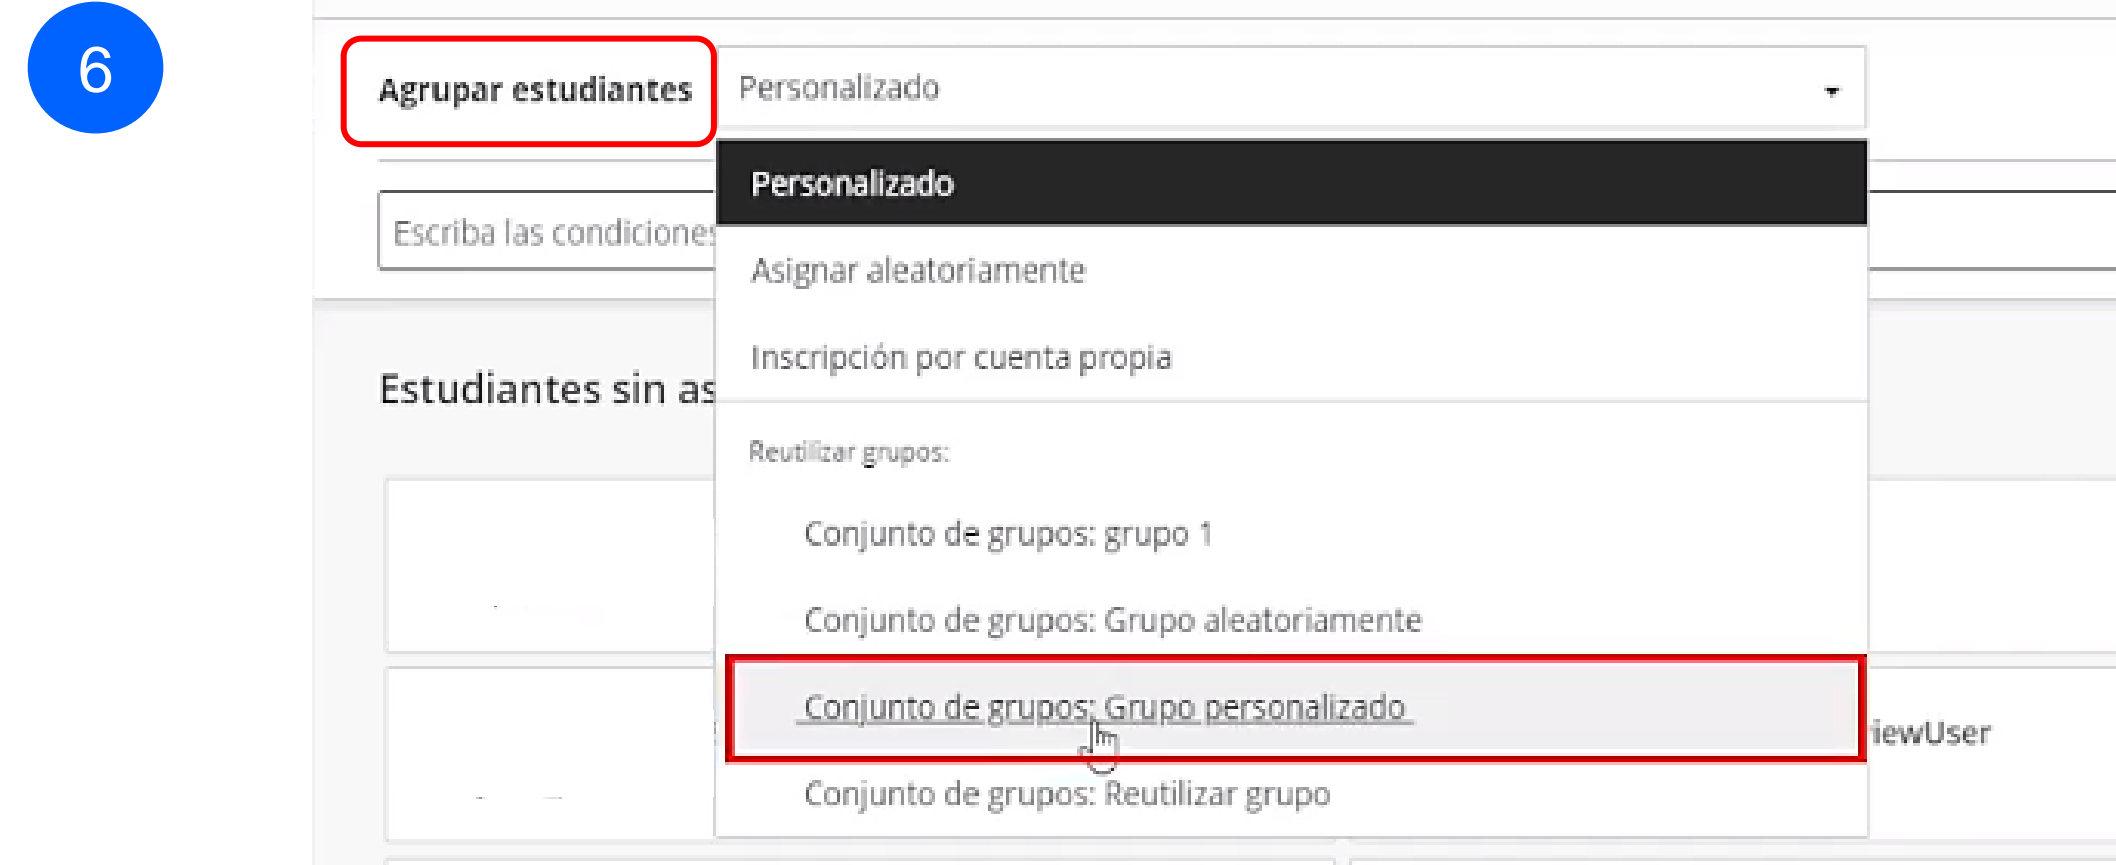 6
Agrupar estudiantes
Personalizado
Personalizado
Escriba las condiciones
Asignar aleatoriamente
Inscripción por cuenta propia
Estudiantes sin as
Reutilizar grupos:
Conjunto de grupos: grupo 1
Conjunto de grupos: Grupo aleatoriamente
Conjunto de grupos: Grupo personalizado
iewUser
Conjunto de grupos: Reutilizar grupo